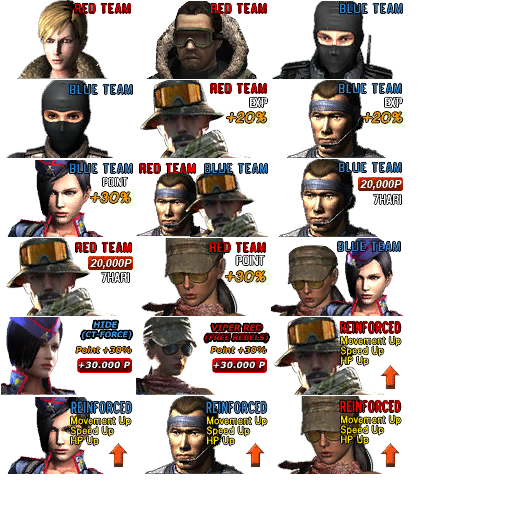 RED TEAM
RED TEAM
BLUE TEAM
BLUE TEAM
RED TEAM
EXP
+20%
BLUE TEAM
EXP
+20%
BLUE TEAM
POINT
+30%
RED TEAM
BLUE TEAM
BLUE TEAM
20,000P
7HARI
RED TEAM
20,000P
7HARI
RED TEAM
POINT
+30%
BLUE TEAM
HIDE
(CT-FORCE)
Point +30%
+30.000 P
VIPER RED
(FREE REBELS)
Point +30%
+30.000 P
REINFORCED
Movement Up
Speed Up
HP Up
REINFORCED
Movement Up
Speed Up
HP Up
REINFORCED
Movement Up
Speed Up
HP Up
REINFORCED
Movement Up
Speed Up
HP Up